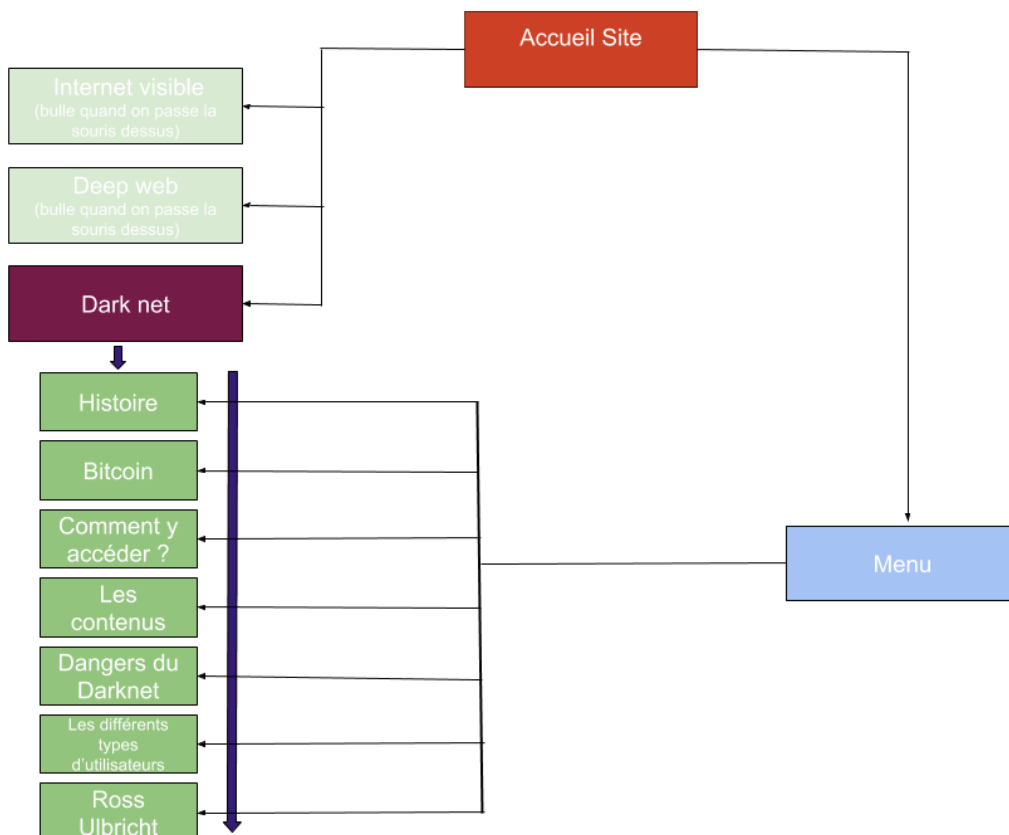 Accueil Site
Internet visible
(bulle quand on passe la
souris dessus)
Deep web
(bulle quand on passe la
souris dessus)
Dark net
Histoire
Bitcoin
Comment y
accéder ?
Les
contenus
Dangers du
Darknet
Les différents
types
d'utilisateurs
Ross
Ulbricht
Menu